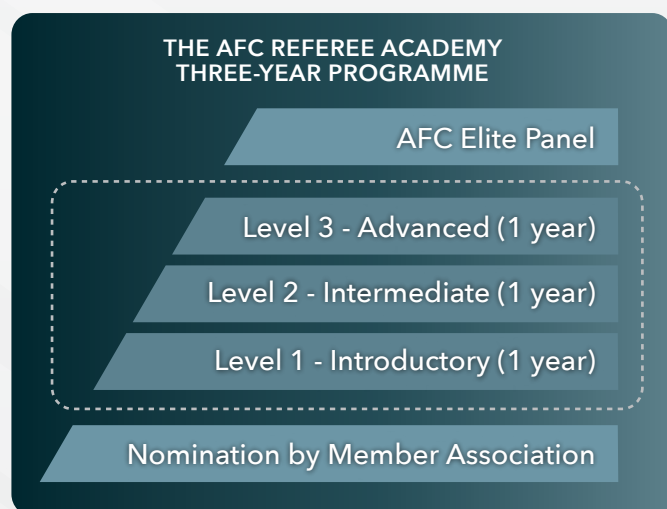 THE AFC REFEREE ACADEMY
THREE-YEAR PROGRAMME
AFC Elite Panel
Level 3 - Advanced (1 year)
Level 2 - Intermediate (1 year)
Level 1 - Introductory (1 year)
Nomination by Member Association